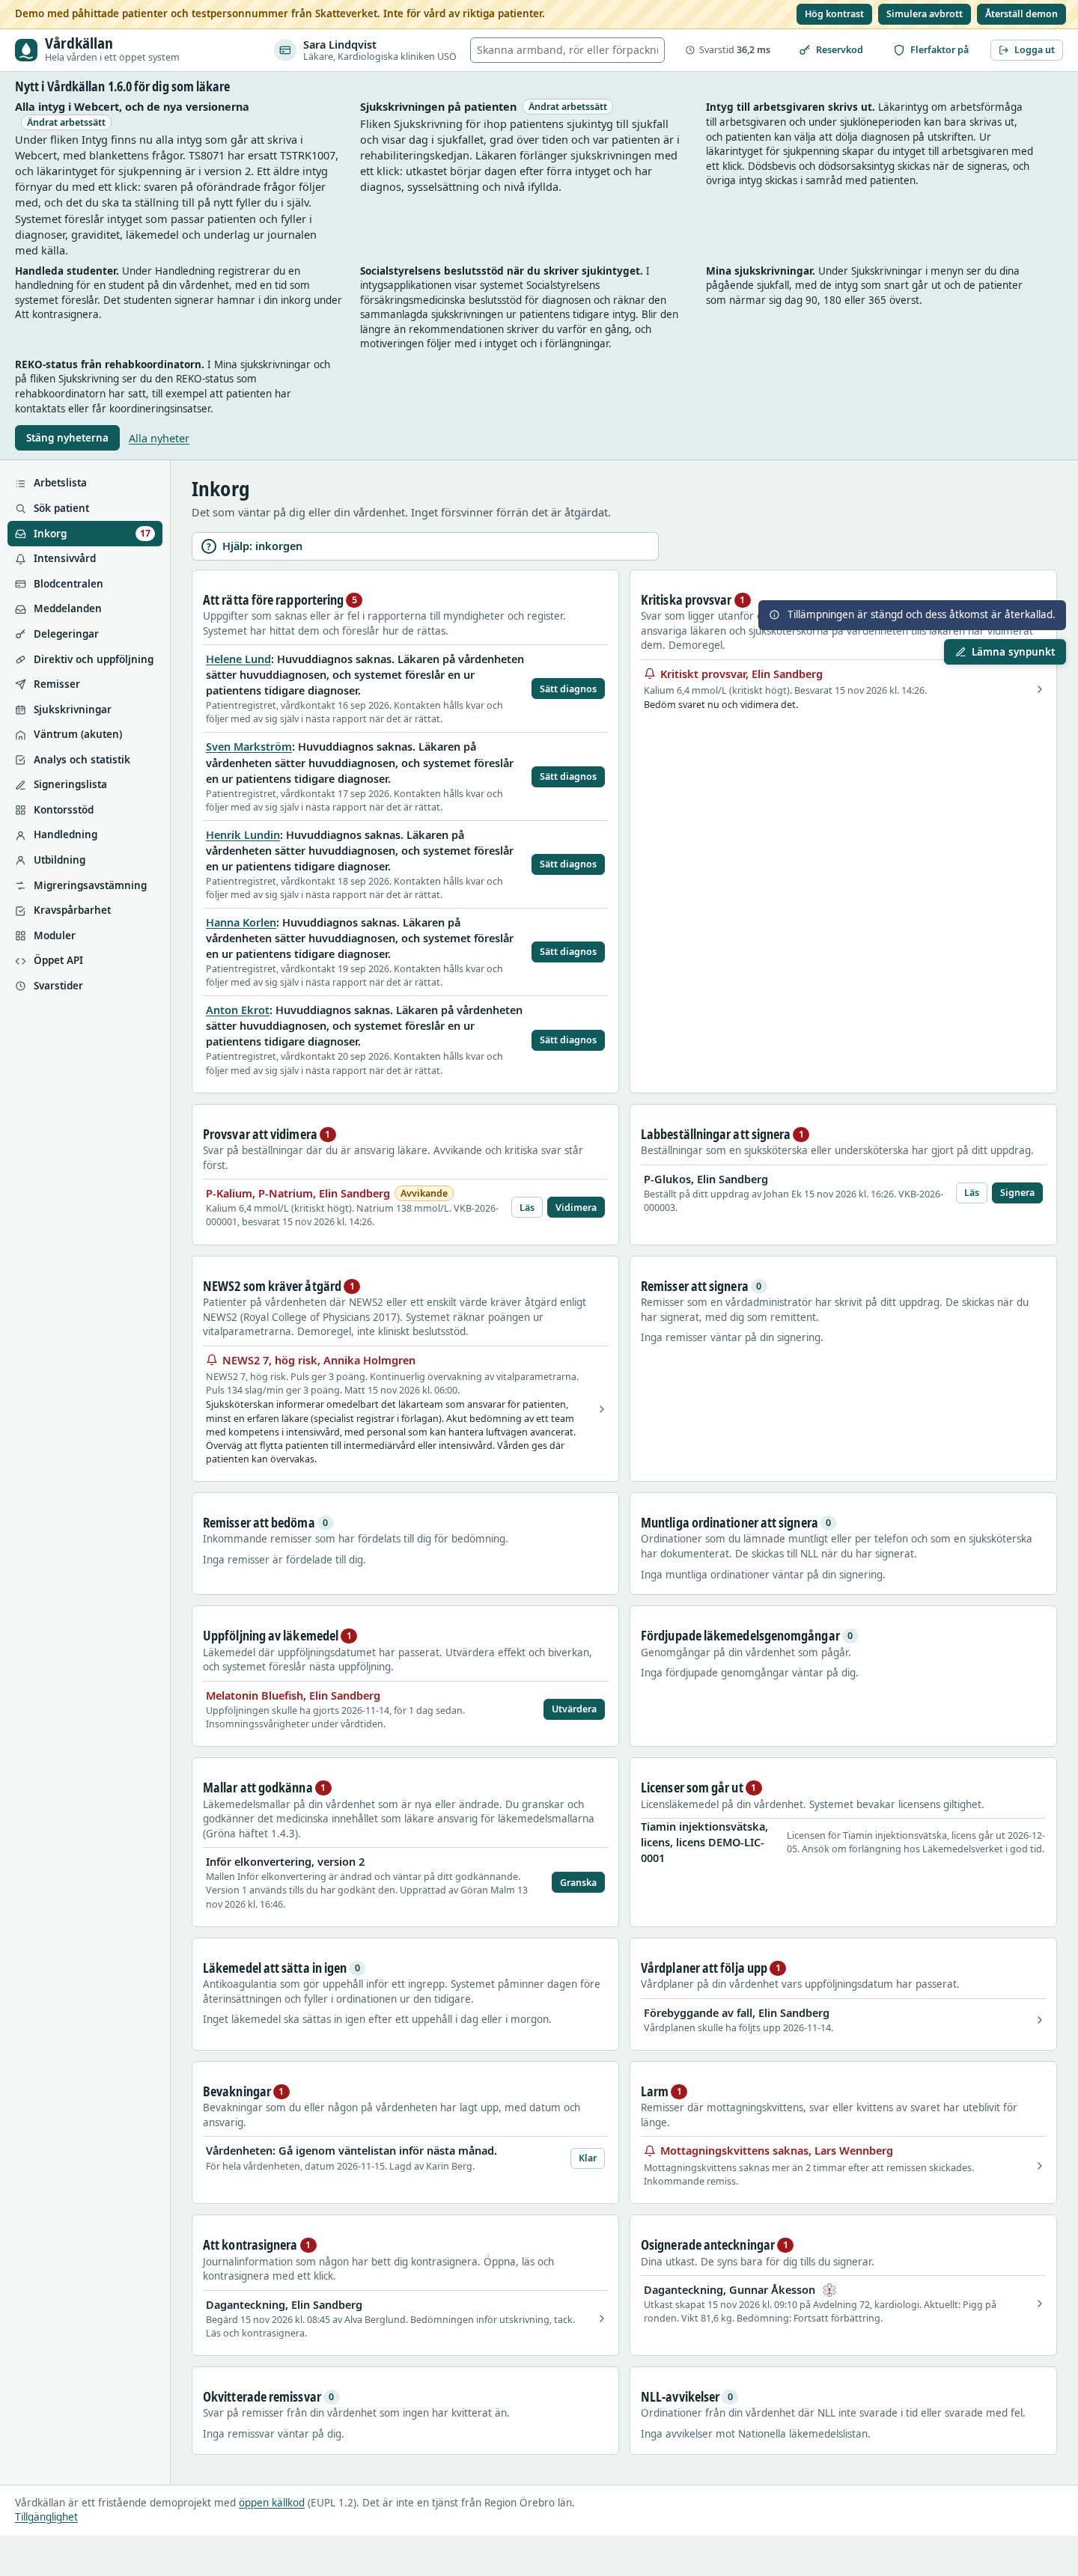 Demo med påhittade patienter och testpersonnummer från Skatteverket. Inte för vård av riktiga patienter.
Hög kontrast
Simulera avbrott
Återställ demon
Vårdkällan
Hela vården i ett öppet system
Sara Lindqvist
Läkare, Kardiologiska kliniken USÖ
Skanna armband, rör eller förpackni
Svarstid 36,2 ms
Reservkod
Flerfaktor på
Logga ut
Nytt i Vårdkällan 1.6.0 för dig som läkare
Alla intyg i Webcert, och de nya versionerna
Ändrat arbetssätt
Under fliken Intyg finns nu alla intyg som går att skriva i
Webcert, med blankettens frågor. TS8071 har ersatt TSTRK1007,
och läkarintyget för sjukpenning är i version 2. Ett äldre intyg
förnyar du med ett klick: svaren på oförändrade frågor följer
med, och det du ska ta ställning till på nytt fyller du i själv.
Systemet föreslår intyget som passar patienten och fyller i
diagnoser, graviditet, läkemedel och underlag ur journalen
med källa.
Sjukskrivningen på patienten
Ändrat arbetssätt
Fliken Sjukskrivning för ihop patientens sjukintyg till sjukfall
och visar dag i sjukfallet, grad över tiden och var patienten är i
rehabiliteringskedjan. Läkaren förlänger sjukskrivningen med
ett klick: utkastet börjar dagen efter förra intyget och har
diagnos, sysselsättning och nivå ifyllda.
Intyg till arbetsgivaren skrivs ut. Läkarintyg om arbetsförmåga
till arbetsgivaren och under sjuklöneperioden kan bara skrivas ut,
och patienten kan välja att dölja diagnosen på utskriften. Ur
läkarintyget för sjukpenning skapar du intyget till arbetsgivaren med
ett klick. Dödsbevis och dödsorsaksintyg skickas när de signeras, och
övriga intyg skickas i samråd med patienten.
Handleda studenter. Under Handledning registrerar du en
handledning för en student på din vårdenhet, med en tid som
systemet föreslår. Det studenten signerar hamnar i din inkorg under
Att kontrasignera.
Socialstyrelsens beslutsstöd när du skriver sjukintyget. I
intygsapplikationen visar systemet Socialstyrelsens
försäkringsmedicinska beslutsstöd för diagnosen och räknar den
sammanlagda sjukskrivningen ur patientens tidigare intyg. Blir den
längre än rekommendationen skriver du varför en gång, och
motiveringen följer med i intyget och i förlängningar.
Mina sjukskrivningar. Under Sjukskrivningar i menyn ser du dina
pågående sjukfall, med de intyg som snart går ut och de patienter
som närmar sig dag 90, 180 eller 365 överst.
REKO-status från rehabkoordinatorn. I Mina sjukskrivningar och
på fliken Sjukskrivning ser du den REKO-status som
rehabkoordinatorn har satt, till exempel att patienten har
kontaktats eller får koordineringsinsatser.
Stäng nyheterna
Alla nyheter
Arbetslista
Sök patient
Inkorg
17
Intensivvård
Blodcentralen
Meddelanden
Delegeringar
Direktiv och uppföljning
Remisser
Sjukskrivningar
Väntrum (akuten)
Analys och statistik
Signeringslista
Kontorsstöd
Handledning
Utbildning
Migreringsavstämning
Kravspårbarhet
Moduler
Öppet API
Svarstider
Inkorg
Det som väntar på dig eller din vårdenhet. Inget försvinner förrän det är åtgärdat.
Hjälp: inkorgen
Att rätta före rapportering 5
Uppgifter som saknas eller är fel i rapporter till myndigheter och register.
Systemet har hittat dem och föreslår hur de rättas.
Helene Lund: Huvuddiagnos saknas. Läkaren på vårdenheten
sätter huvuddiagnosen, och systemet föreslår en ur
patientens tidigare diagnoser.
Patientregistret, vårdkontakt 16 sep 2026. Kontakten hålls kvar och
följer med av sig själv i nästa rapport när det är rättat.
Sätt diagnos
Sven Markström: Huvuddiagnos saknas. Läkaren på
vårdenheten sätter huvuddiagnosen, och systemet föreslår
en ur patientens tidigare diagnoser.
Patientregistret, vårdkontakt 17 sep 2026. Kontakten hålls kvar och
följer med av sig själv i nästa rapport när det är rättat.
Sätt diagnos
Henrik Lundin: Huvuddiagnos saknas. Läkaren på
vårdenheten sätter huvuddiagnosen, och systemet föreslår
en ur patientens tidigare diagnoser.
Patientregistret, vårdkontakt 18 sep 2026. Kontakten hålls kvar och
följer med av sig själv i nästa rapport när det är rättat.
Sätt diagnos
Hanna Korlen: Huvuddiagnos saknas. Läkaren på
vårdenheten sätter huvuddiagnosen, och systemet föreslår
en ur patientens tidigare diagnoser.
Patientregistret, vårdkontakt 19 sep 2026. Kontakten hålls kvar och
följer med av sig själv i nästa rapport när det är rättat.
Sätt diagnos
Anton Ekrot: Huvuddiagnos saknas. Läkaren på vårdenheten
sätter huvuddiagnosen, och systemet föreslår en ur
patientens tidigare diagnoser.
Patientregistret, vårdkontakt 20 sep 2026. Kontakten hålls kvar och
följer med av sig själv i nästa rapport när det är rättat.
Sätt diagnos
Kritiska provsvar 1
Svar som ligger utanför
Tillämpningen är stängd och dess åtkomst är återkallad.
ansvariga läkaren och sjuksköterskorna på vårdenheten tills läkaren har vidimerat
dem. Demoregel.
Lämna synpunkt
Kritiskt provsvar, Elin Sandberg
Kalium 6,4 mmol/L (kritiskt högt). Besvarat 15 nov 2026 kl. 14:26.
Bedöm svaret nu och vidimera det.
Provsvar att vidimera 1
Svar på beställningar där du är ansvarig läkare. Avvikande och kritiska svar står
först.
P-Kalium, P-Natrium, Elin Sandberg Avvikande
Kalium 6,4 mmol/L (kritiskt högt). Natrium 138 mmol/L. VKB-2026-
000001, besvarat 15 nov 2026 kl. 14:26.
Läs
Vidimera
Labbeställningar att signera 1
Beställningar som en sjuksköterska eller undersköterska har gjort på ditt uppdrag.
P-Glukos, Elin Sandberg
Beställt på ditt uppdrag av Johan Ek 15 nov 2026 kl. 16:26. VKB-2026-
000003.
Läs
Signera
NEWS2 som kräver åtgärd 1
Patienter på vårdenheten där NEWS2 eller ett enskilt värde kräver åtgärd enligt
NEWS2 (Royal College of Physicians 2017). Systemet räknar poängen ur
vitalparametrarna. Demoregel, inte kliniskt beslutsstöd.
NEWS2 7, hög risk, Annika Holmgren
NEWS2 7, hög risk. Puls ger 3 poäng. Kontinuerlig övervakning av vitalparametrarna.
Puls 134 slag/min ger 3 poäng. Mätt 15 nov 2026 kl. 06:00.
Sjuksköterskan informerar omedelbart det läkarteam som ansvarar för patienten,
minst en erfaren läkare (specialist registrar i förlagan). Akut bedömning av ett team
med kompetens i intensivvård, med personal som kan hantera luftvägen avancerat.
Överväg att flytta patienten till intermediärvård eller intensivvård. Vården ges där
patienten kan övervakas.
Remisser att signera 0
Remisser som en vårdadministratör har skrivit på ditt uppdrag. De skickas när du
har signerat, med dig som remittent.
Inga remisser väntar på din signering.
Remisser att bedöma 0
Inkommande remisser som har fördelats till dig för bedömning.
Inga remisser är fördelade till dig.
Muntliga ordinationer att signera 0
Ordinationer som du lämnade muntligt eller per telefon och som en sjuksköterska
har dokumenterat. De skickas till NLL när du har signerat.
Inga muntliga ordinationer väntar på din signering.
Uppföljning av läkemedel 1
Läkemedel där uppföljningsdatumet har passerat. Utvärdera effekt och biverkan,
och systemet föreslår nästa uppföljning.
Melatonin Bluefish, Elin Sandberg
Uppföljningen skulle ha gjorts 2026-11-14, för 1 dag sedan.
Insomningssvårigheter under vårdtiden.
Utvärdera
Fördjupade läkemedelsgenomgångar 0
Genomgångar på din vårdenhet som pågår.
Inga fördjupade genomgångar väntar på dig.
Mallar att godkänna 1
Läkemedelsmallar på din vårdenhet som är nya eller ändrade. Du granskar och
godkänner det medicinska innehållet som läkare ansvarig för läkemedelsmallarna
(Gröna häftet 1.4.3).
Inför elkonvertering, version 2
Mallen Inför elkonvertering är ändrad och väntar på ditt godkännande.
Version 1 används tills du har godkänt den. Upprättad av Göran Malm 13
nov 2026 kl. 16:46.
Granska
Licenser som går ut 1
Licensläkemedel på din vårdenhet. Systemet bevakar licensens giltighet.
Tiamin injektionsvätska,
licens, licens DEMO-LIC-
0001
Licensen för Tiamin injektionsvätska, licens går ut 2026-12-
05. Ansök om förlängning hos Läkemedelsverket i god tid.
Läkemedel att sätta in igen 0
Antikoagulantia som gör uppehåll inför ett ingrepp. Systemet påminner dagen före
återinsättningen och fyller i ordinationen ur den tidigare.
Inget läkemedel ska sättas in igen efter ett uppehåll i dag eller i morgon.
Vårdplaner att följa upp 1
Vårdplaner på din vårdenhet vars uppföljningsdatum har passerat.
Förebyggande av fall, Elin Sandberg
Vårdplanen skulle ha följts upp 2026-11-14.
Bevakningar 1
Bevakningar som du eller någon på vårdenheten har lagt upp, med datum och
ansvarig.
Vårdenheten: Gå igenom väntelistan inför nästa månad.
För hela vårdenheten, datum 2026-11-15. Lagd av Karin Berg.
Klar
Larm 1
Remisser där mottagningskvittens, svar eller kvittens av svaret har uteblivit för
länge.
Mottagningskvittens saknas, Lars Wennberg
Mottagningskvittens saknas mer än 2 timmar efter att remissen skickades.
Inkommande remiss.
Att kontrasignera 1
Journalinformation som någon har bett dig kontrasignera. Öppna, läs och
kontrasignera med ett klick.
Daganteckning, Elin Sandberg
Begärd 15 nov 2026 kl. 08:45 av Alva Berglund. Bedömningen inför utskrivning, tack.
Läs och kontrasignera.
Osignerade anteckningar 1
Dina utkast. De syns bara för dig tills du signerar.
Daganteckning, Gunnar Åkesson
Utkast skapat 15 nov 2026 kl. 09:10 på Avdelning 72, kardiologi. Aktuellt: Pigg på
ronden. Vikt 81,6 kg. Bedömning: Fortsatt förbättring.
Okvitterade remissvar 0
Svar på remisser från din vårdenhet som ingen har kvitterat än.
Inga remissvar väntar på dig.
NLL-avvikelser 0
Ordinationer från din vårdenhet där NLL inte svarade i tid eller svarade med fel.
Inga avvikelser mot Nationella läkemedelslistan.
Vårdkällan är ett fristående demoprojekt med öppen källkod (EUPL 1.2). Det är inte en tjänst från Region Örebro län.
Tillgänglighet